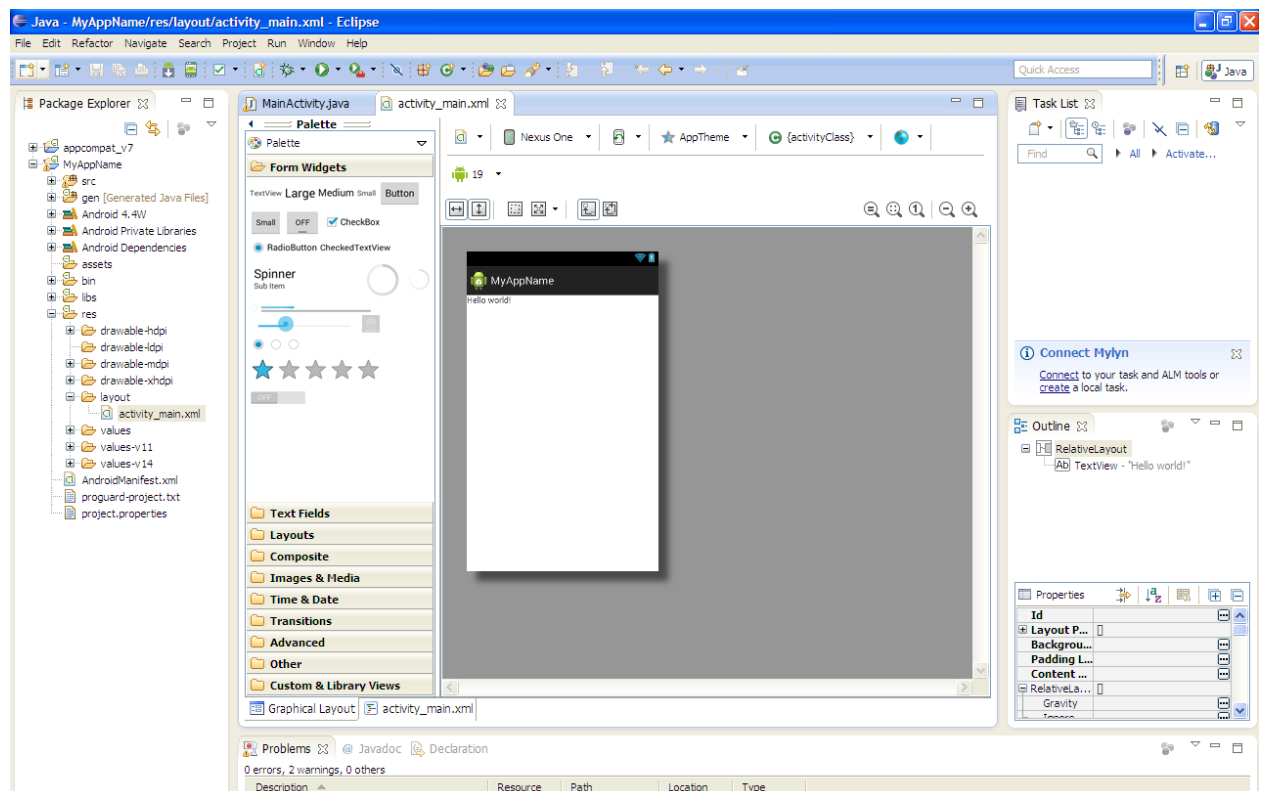 Java - MyAppName/res/layout/activity_main.xml - Eclipse
File Edit Refactor Navigate Search Project Run Window Help
Quick Access
Java
Package Explorer
appcompat_v7
MyAppName
src
gen [Generated Java Files]
Android 4.4W
Android Private Libraries
Android Dependencies
assets
bin
libs
res
drawable-hdpi
drawable-ldpi
drawable-mdpi
drawable-xhdpi
layout
activity_main.xml
values
values-v11
values-v14
AndroidManifest.xml
proguard-project.txt
project.properties
MainActivity.java
activity_main.xml
Palette
Palette
Form Widgets
TextView Large Medium Small Button
Small OFF CheckBox
RadioButton CheckedTextView
Spinner
Sub Item
OFF
Text Fields
Layouts
Composite
Images & Media
Time & Date
Transitions
Advanced
Other
Custom & Library Views
Nexus One
AppTheme
{activityClass}
19
MyAppName
Hello world!
Graphical Layout
activity_main.xml
Task List
Find
All
Activate...
Connect Mylyn
Connect to your task and ALM tools or
create a local task.
Outline
RelativeLayout
Ab TextView - "Hello world!"
Properties
Id
Layout P... []
Backgrou...
Padding L...
Content ...
RelativeLa... []
Gravity
Ignore
Problems @ Javadoc Declaration
0 errors, 2 warnings, 0 others
Description Resource Path Location Type